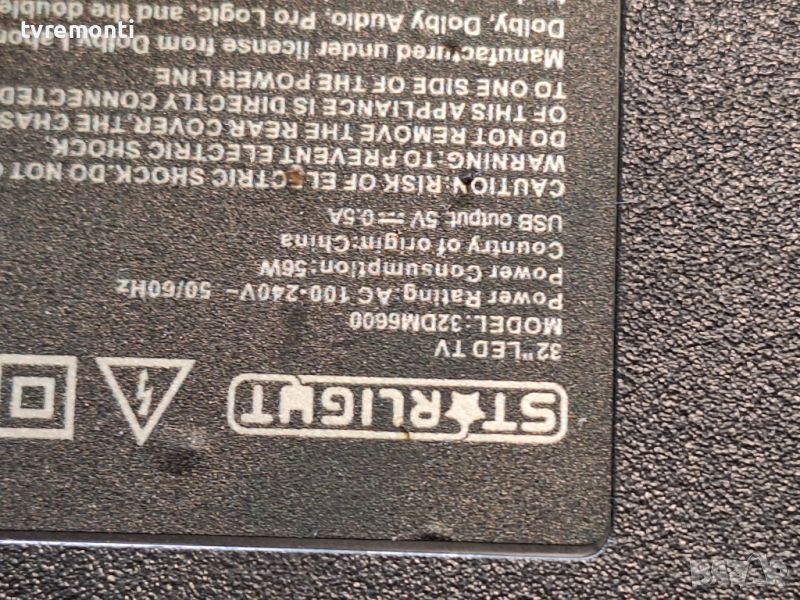 STARLIGHT
32"LED TV
MODEL: 32DM6600
Power Rating: AC 100-240V~ 50/60Hz
Power Consumption: 56W
Country of origin: China
USB output 5V ⎓ 0.5A
CAUTION: RISK OF ELECTRIC SHOCK. DO NOT
WARNING: TO PREVENT ELECTRIC SHOCK,
DO NOT REMOVE THE REAR COVER, THE CHAS
OF THIS APPLIANCE IS DIRECTLY CONNECTED
TO ONE SIDE OF THE POWER LINE.
Manufactured under license from Dolby Labor
Dolby, Dolby Audio, Pro Logic, and the double
tvremonti
bazar